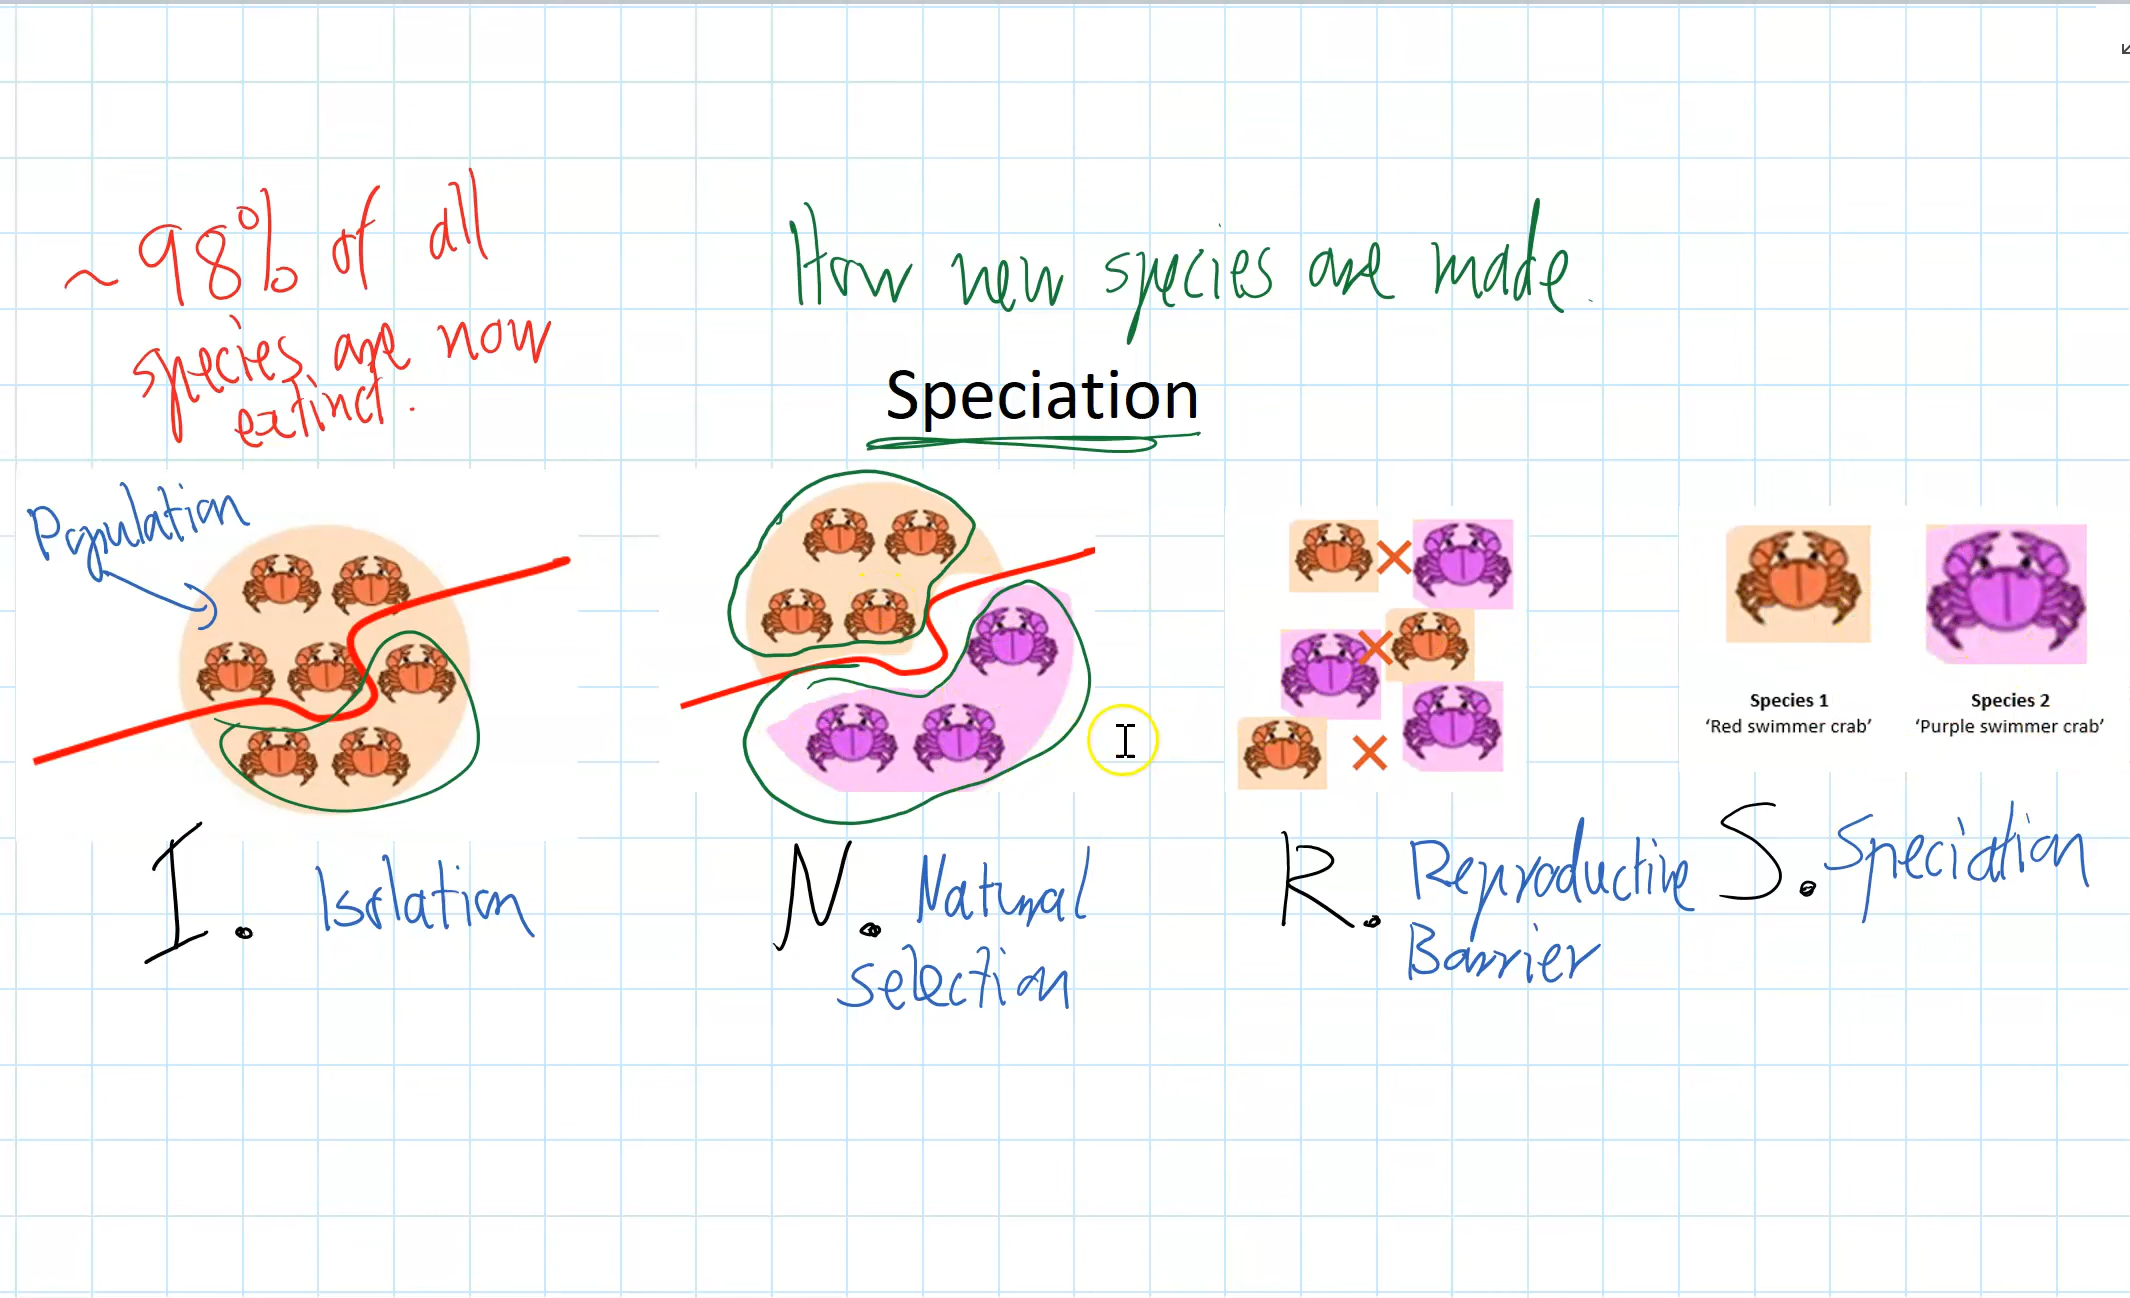 ~98% of all
species are now
extinct.
How new species are made.
Speciation
Population
Species 1
'Red swimmer crab'
Species 2
'Purple swimmer crab'
I. Isolation
N. Natural
selection
R. Reproductive
Barrier
S. Speciation